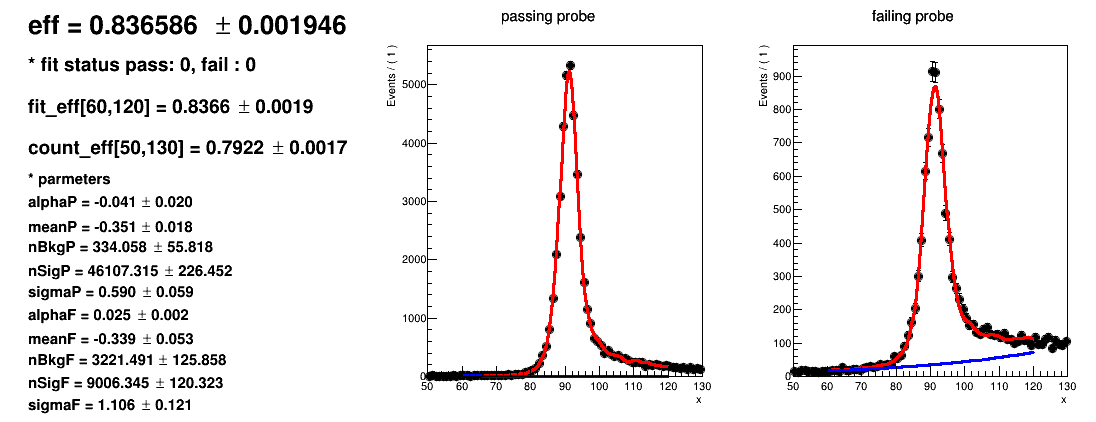 eff = 0.836586 ± 0.001946
* fit status pass: 0, fail : 0
fit_eff[60,120] = 0.8366 ± 0.0019
count_eff[50,130] = 0.7922 ± 0.0017
* parmeters
alphaP = -0.041 ± 0.020
meanP = -0.351 ± 0.018
nBkgP = 334.058 ± 55.818
nSigP = 46107.315 ± 226.452
sigmaP = 0.590 ± 0.059
alphaF = 0.025 ± 0.002
meanF = -0.339 ± 0.053
nBkgF = 3221.491 ± 125.858
nSigF = 9006.345 ± 120.323
sigmaF = 1.106 ± 0.121
passing probe
Events / ( 1 )
5000
4000
3000
2000
1000
0
50 60 70 80 90 100 110 120 130
x
failing probe
Events / ( 1 )
900
800
700
600
500
400
300
200
100
0
50 60 70 80 90 100 110 120 130
x